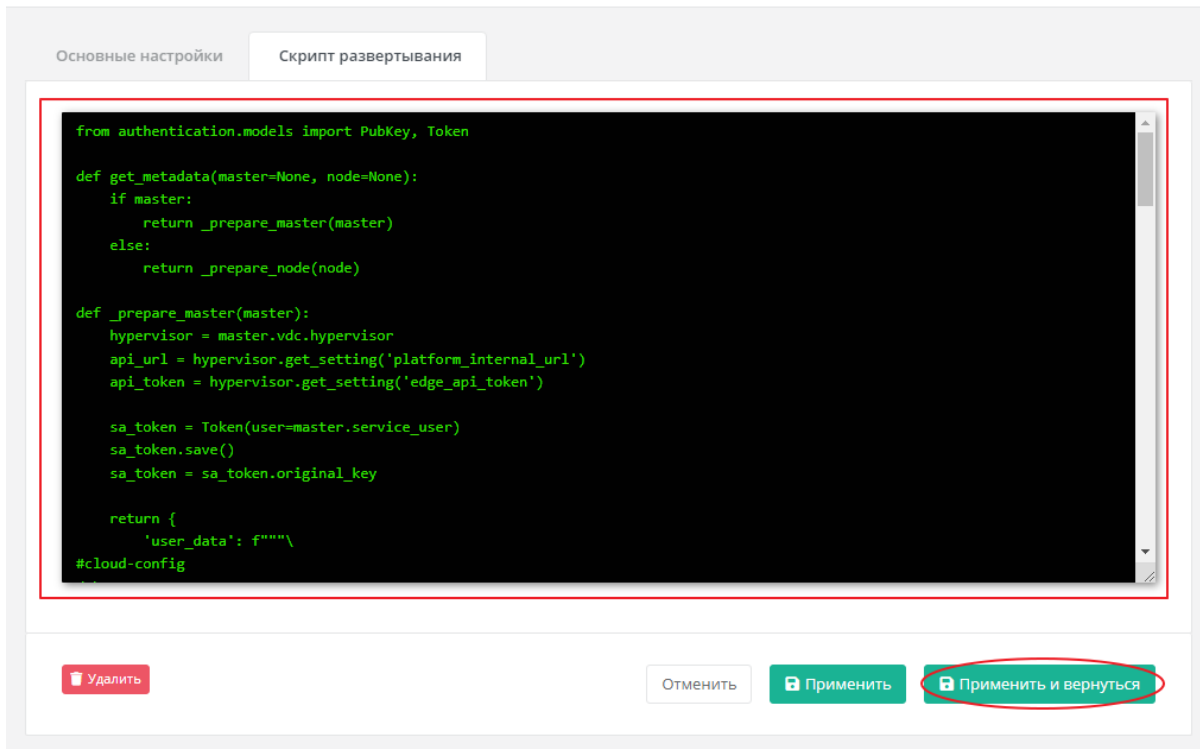 Основные настройки
Скрипт развертывания
from authentication.models import PubKey, Token
def get_metadata(master=None, node=None):
    if master:
        return _prepare_master(master)
    else:
        return _prepare_node(node)
def _prepare_master(master):
    hypervisor = master.vdc.hypervisor
    api_url = hypervisor.get_setting('platform_internal_url')
    api_token = hypervisor.get_setting('edge_api_token')
    sa_token = Token(user=master.service_user)
    sa_token.save()
    sa_token = sa_token.original_key
    return {
        'user_data': f"""\
#cloud-config
Удалить
Отменить
Применить
Применить и вернуться